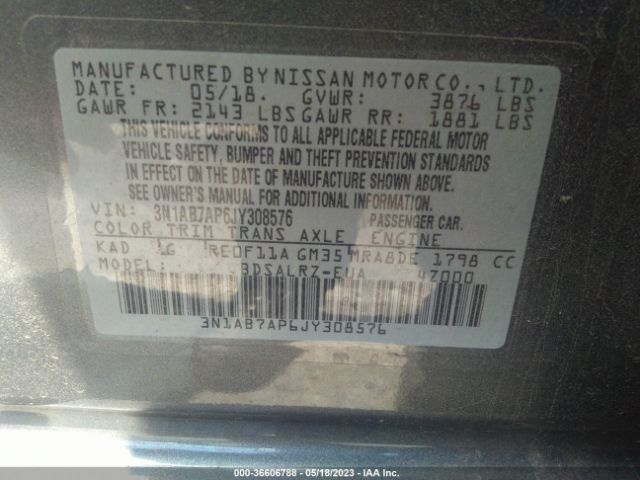 MANUFACTURED BY NISSAN MOTOR CO., LTD.
DATE: 05/18. GVWR: 3876 LBS
GAWR FR: 2143 LBS GAWR RR: 1881 LBS
THIS VEHICLE CONFORMS TO ALL APPLICABLE FEDERAL MOTOR
VEHICLE SAFETY, BUMPER AND THEFT PREVENTION STANDARDS
IN EFFECT ON THE DATE OF MANUFACTURE SHOWN ABOVE.
SEE OWNER'S MANUAL FOR ADDITIONAL INFORMATION.
VIN: 3N1AB7AP6JY308576 PASSENGER CAR.
COLOR TRIM TRANS AXLE ENGINE
KAD G RE0F11A GM35 MRA8DE 1798 CC
MODEL: BDSALRZ-EUA 4Z000
3N1AB7AP6JY308576
000-36606788 - 05/18/2023 - IAA Inc.